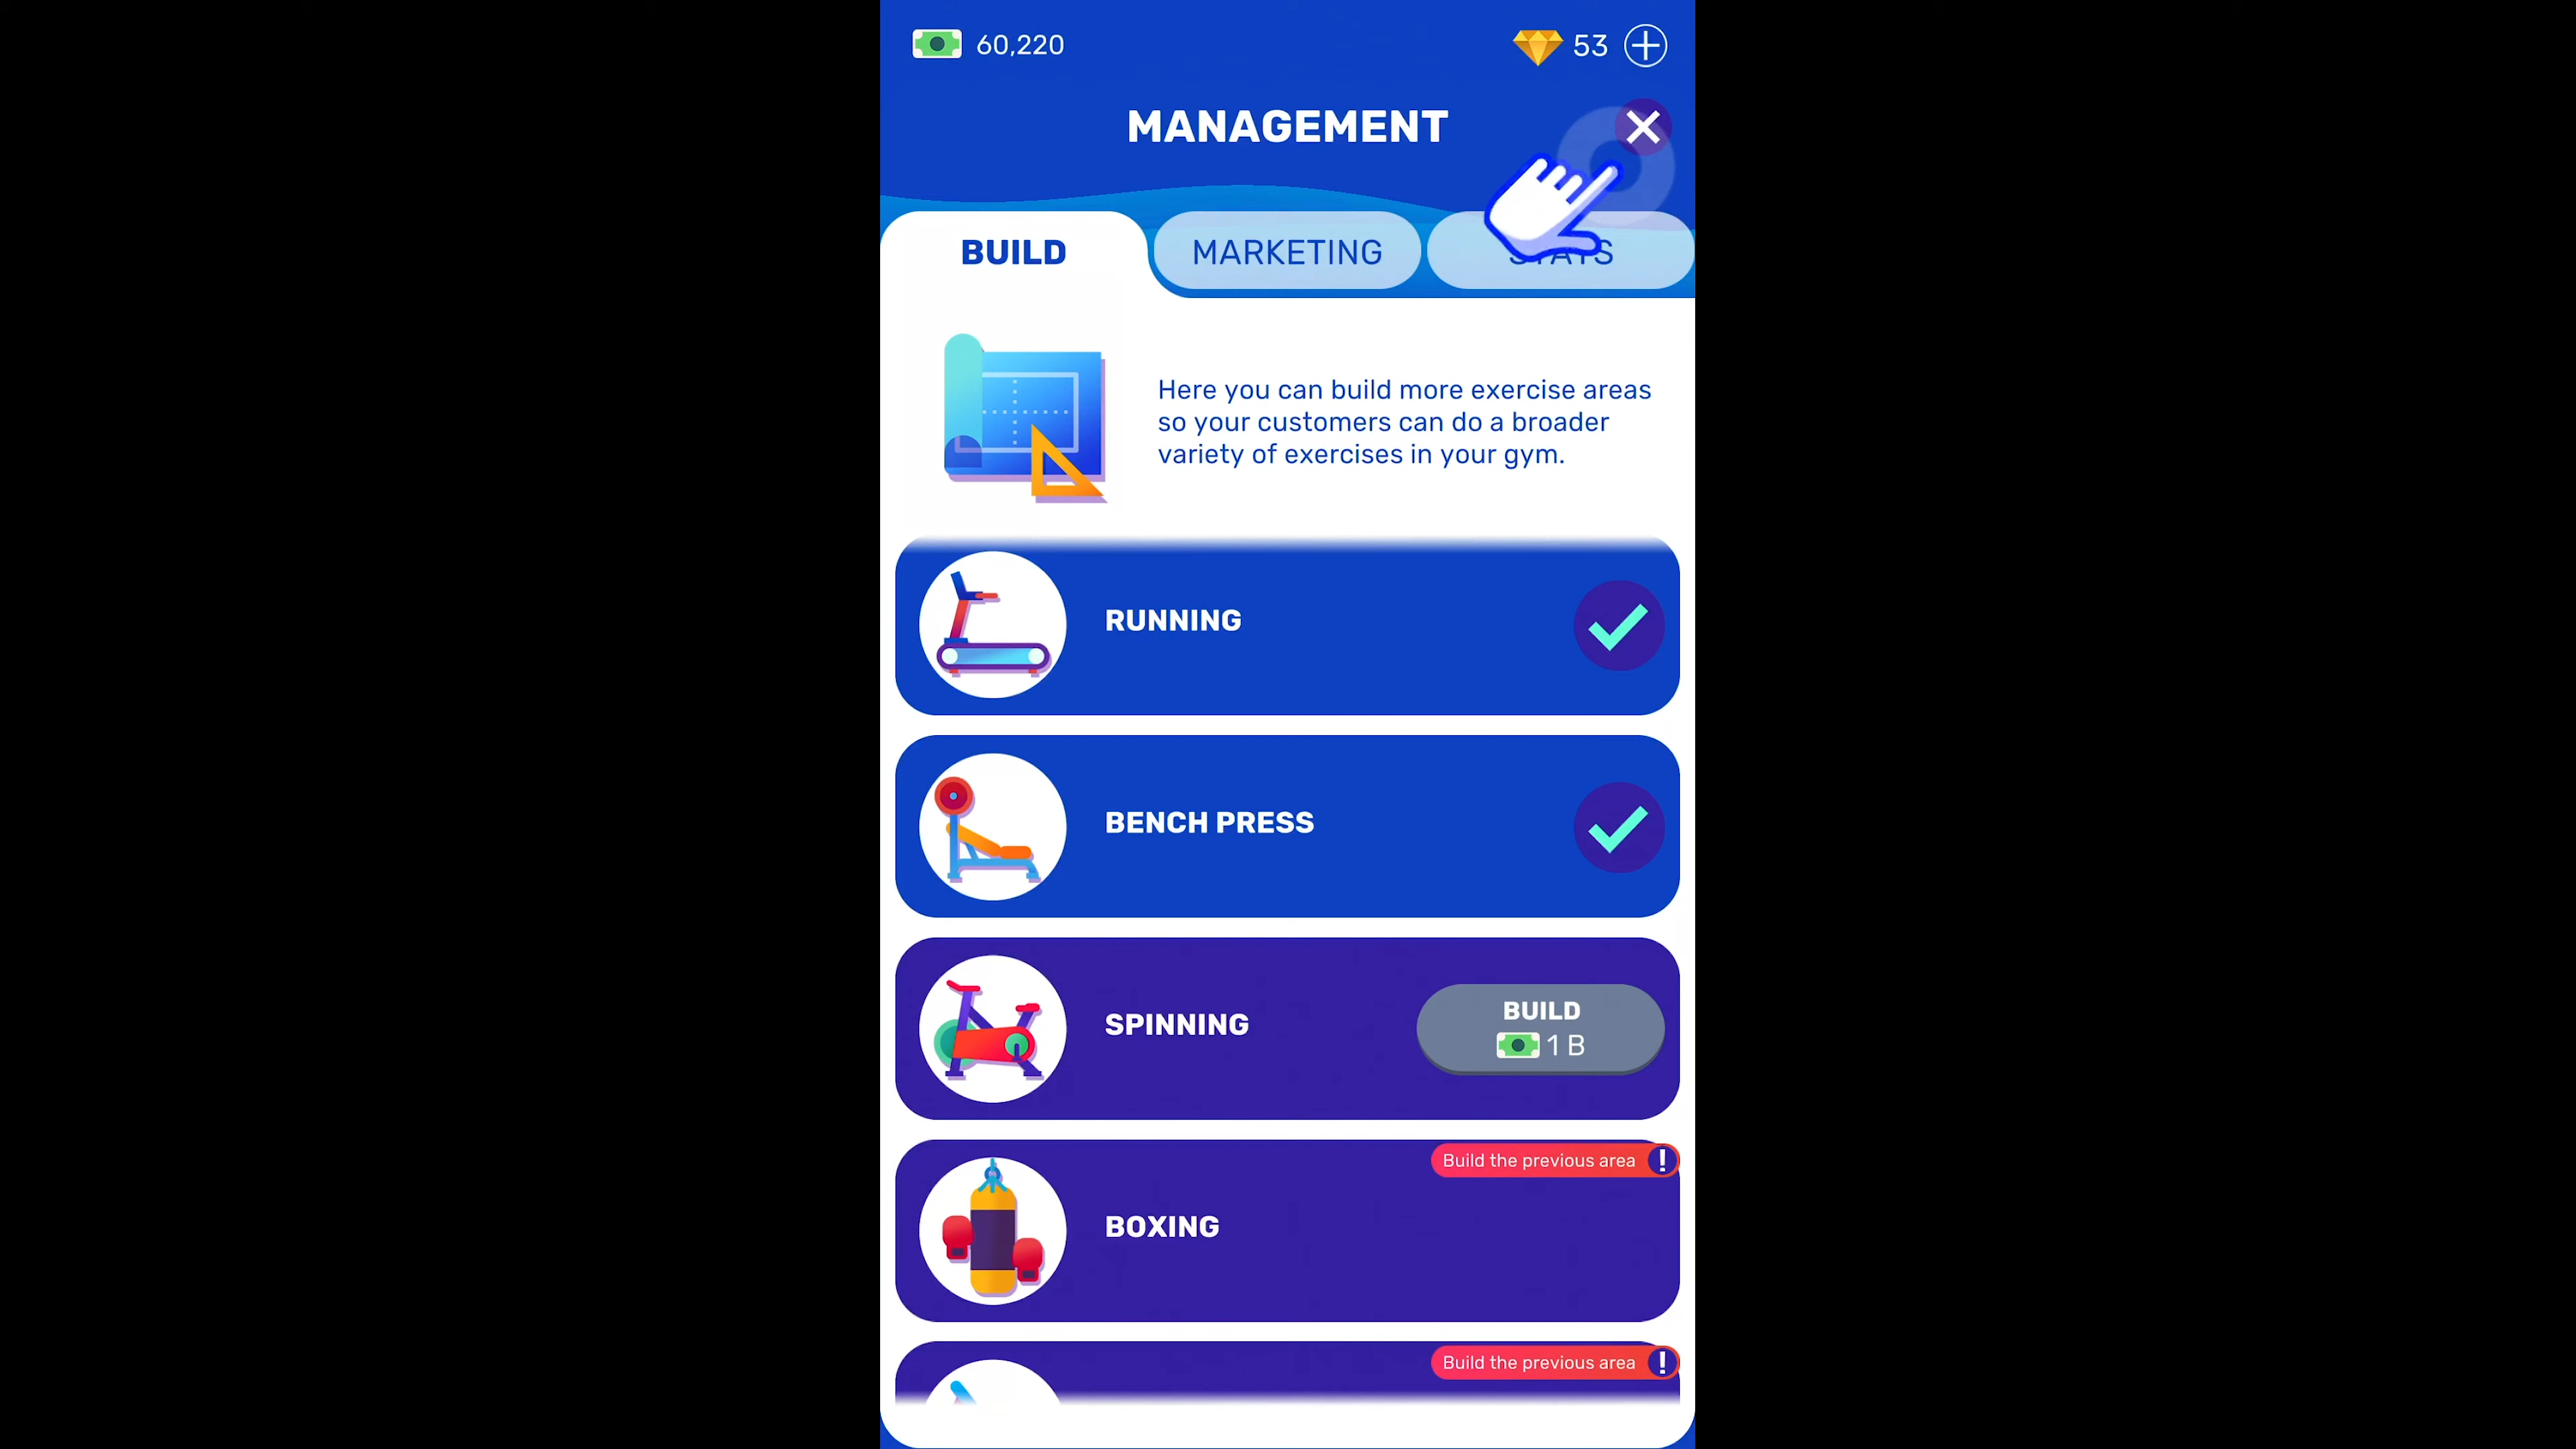 60,220
53
MANAGEMENT
BUILD
MARKETING
STATS
Here you can build more exercise areas
so your customers can do a broader
variety of exercises in your gym.
RUNNING
BENCH PRESS
SPINNING
BUILD
1 B
Build the previous area !
BOXING
Build the previous area !